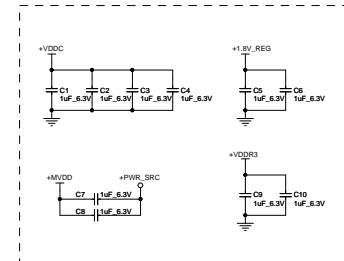 +VDDC
C1 C2 C3 C4
1uF_6.3V 1uF_6.3V 1uF_6.3V 1uF_6.3V
+1.8V_REG
C5 C6
1uF_6.3V 1uF_6.3V
+MVDD +PWR_SRC
C7 1uF_6.3V
C8 1uF_6.3V
+VDDR3
C9 C10
1uF_6.3V 1uF_6.3V